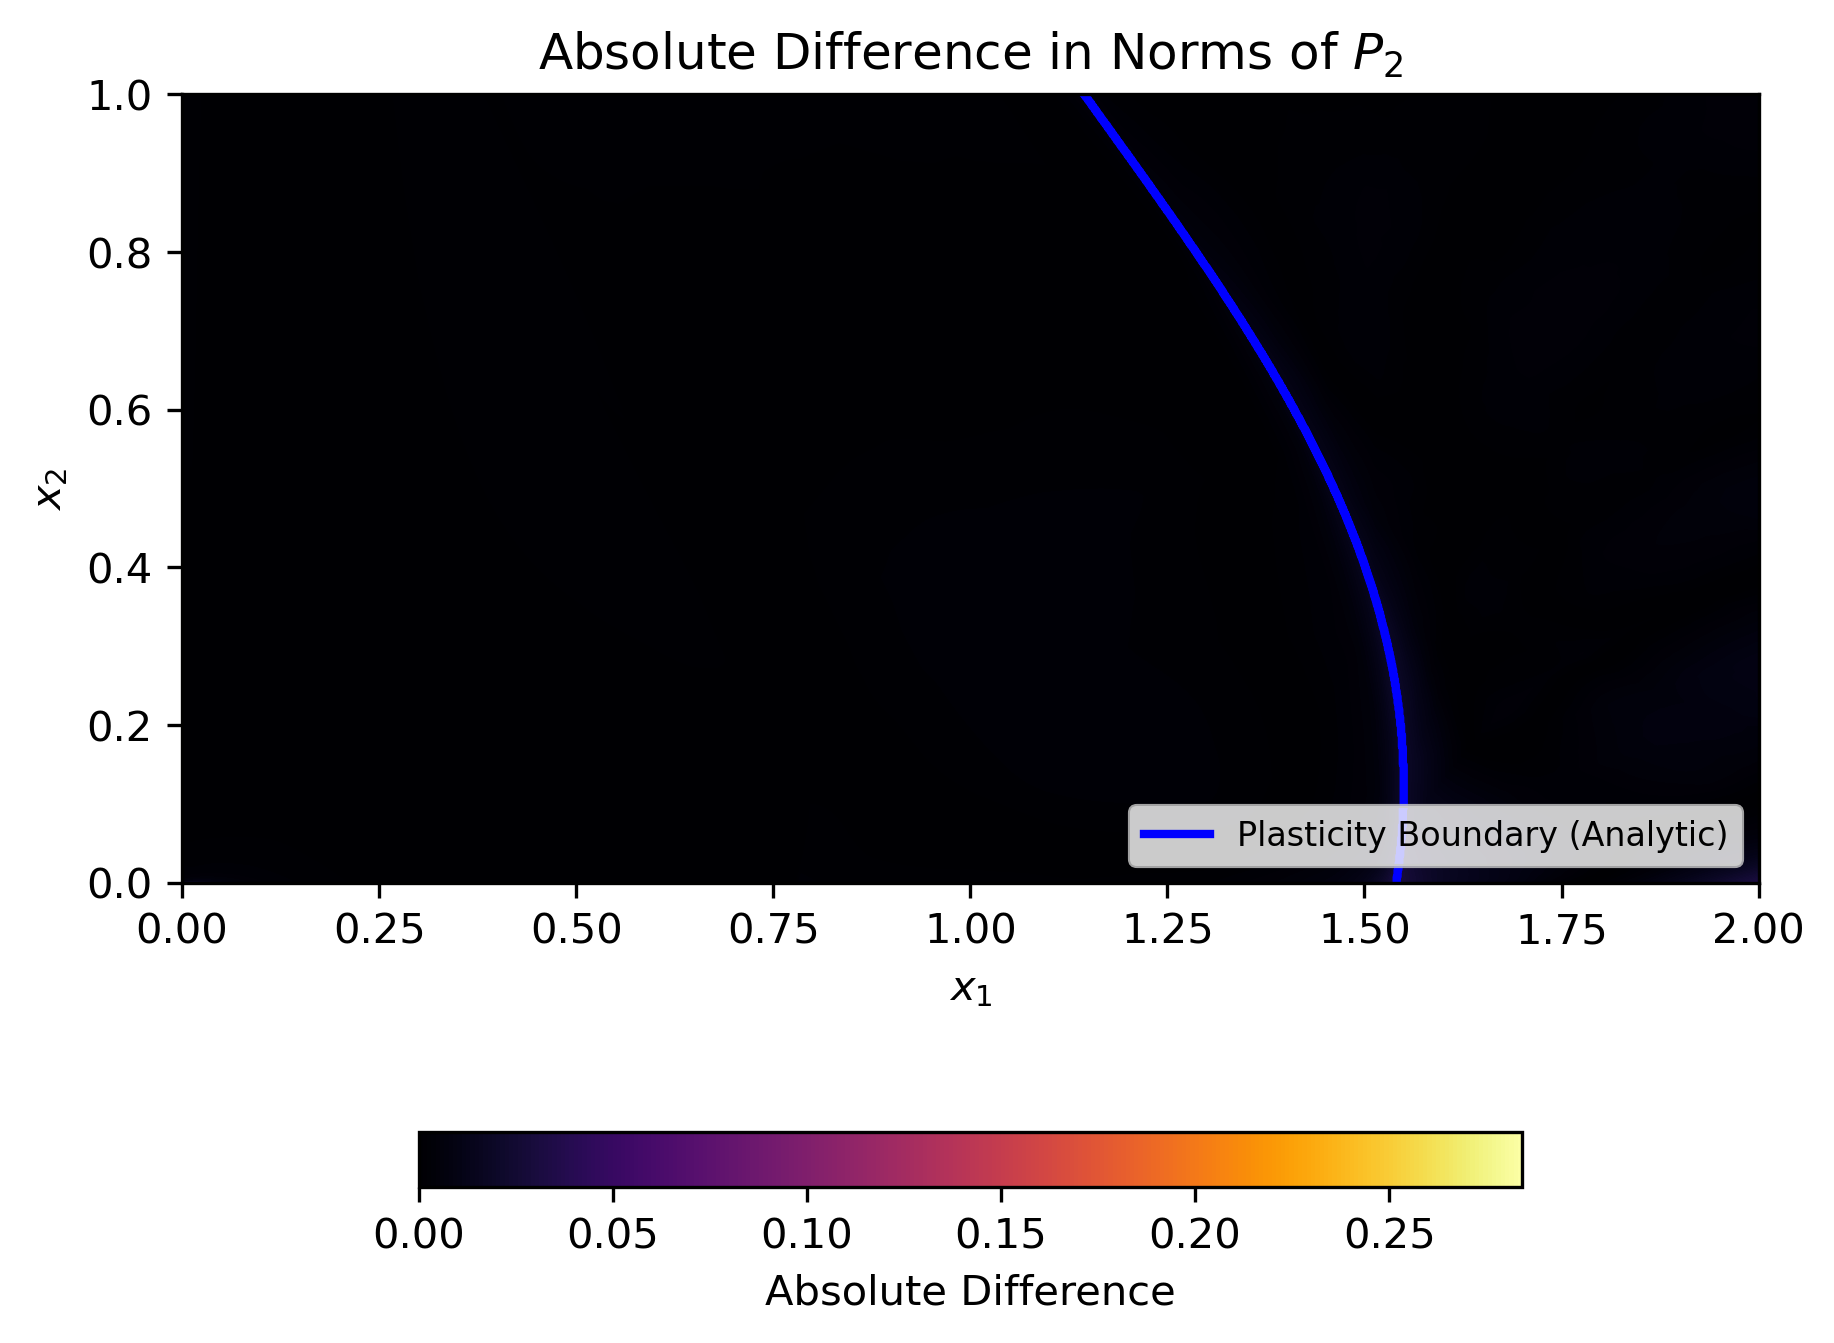 Absolute Difference in Norms of P₂
1.0
0.8
0.6
0.4
0.2
0.0
x₂
Plasticity Boundary (Analytic)
0.00 0.25 0.50 0.75 1.00 1.25 1.50 1.75 2.00
x₁
0.00 0.05 0.10 0.15 0.20 0.25
Absolute Difference